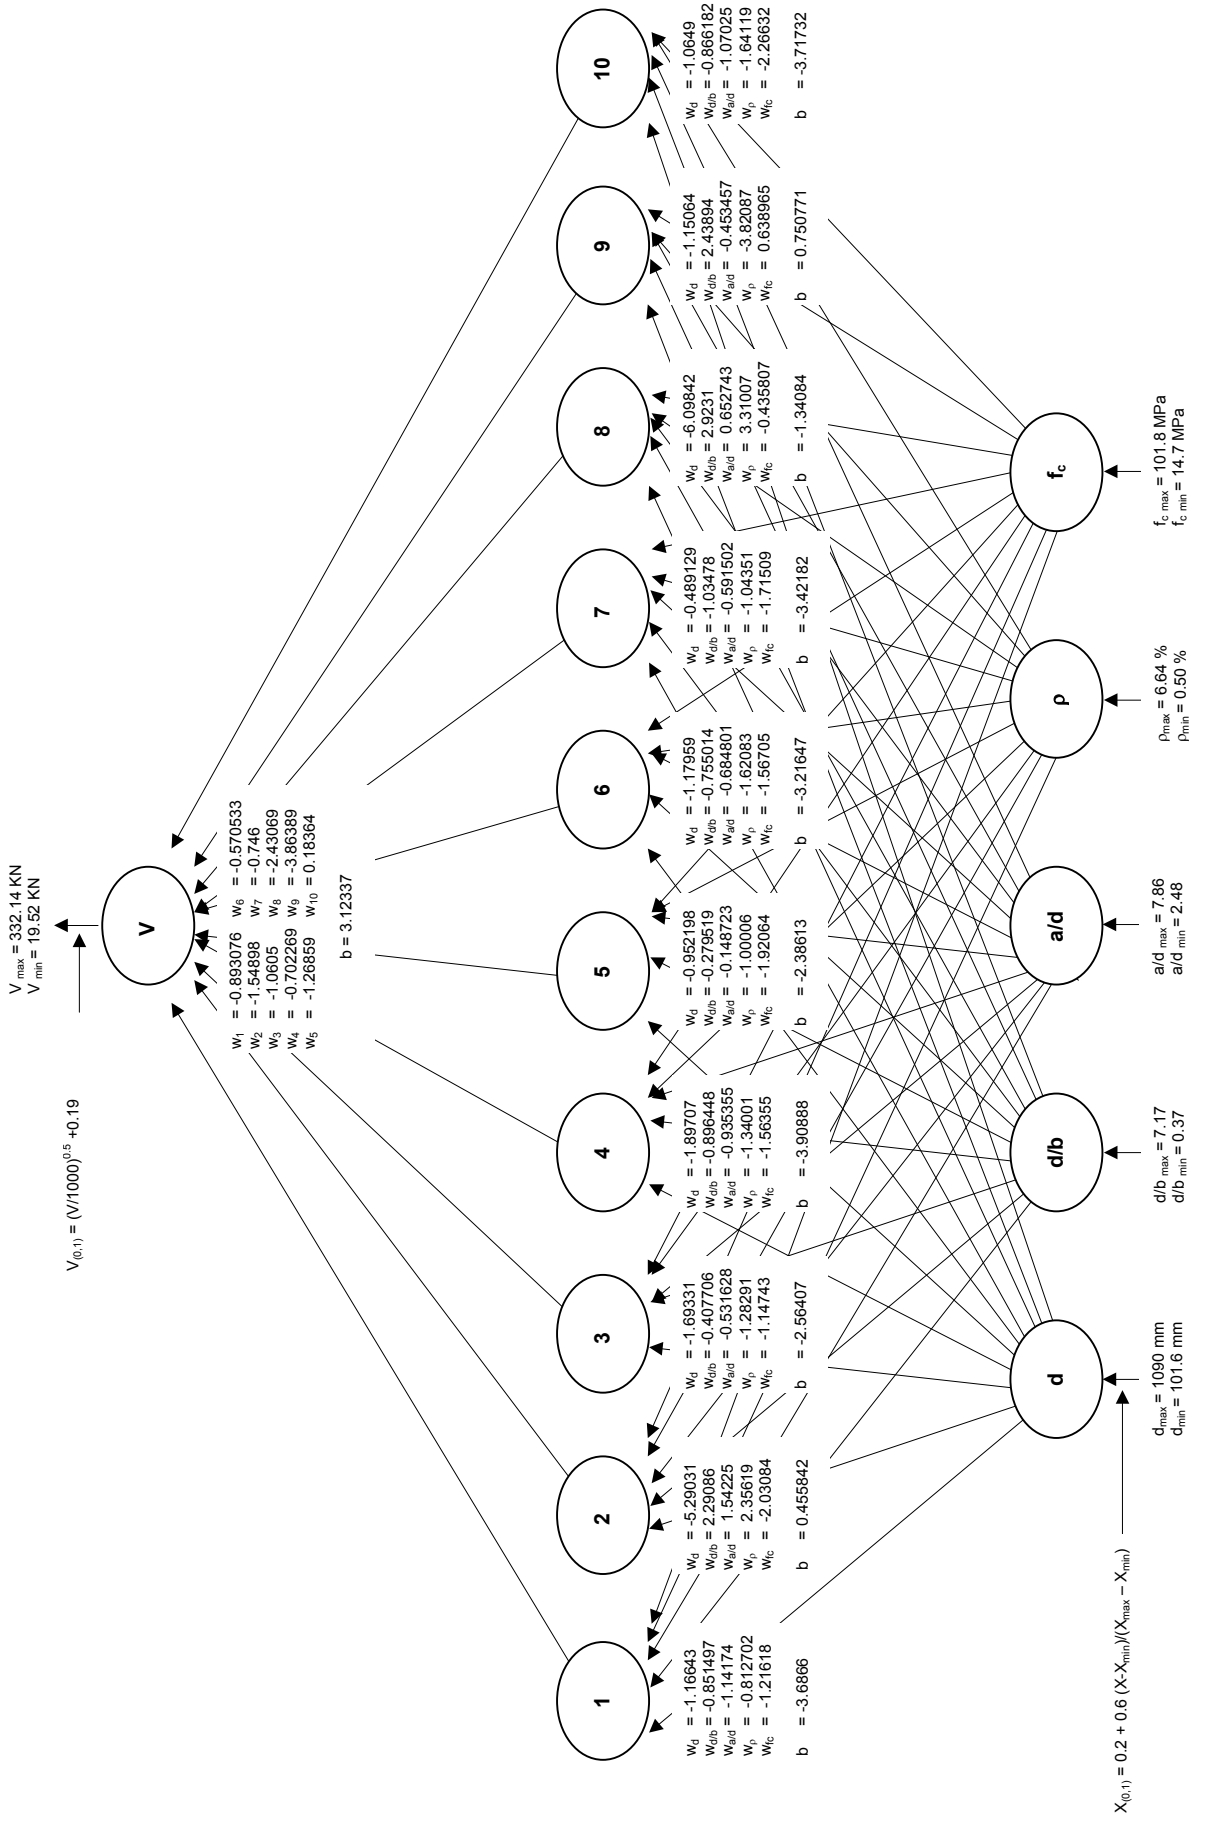 V max = 332.14 KN
V min = 19.52 KN
V(0,1) = (V/1000)^0.5 +0.19
V
w1 = -0.893076
w2 = -1.54898
w3 = -1.0605
w4 = -0.702269
w5 = -1.26859
w6 = -0.570533
w7 = -0.746
w8 = -2.43069
w9 = -3.86389
w10 = 0.18364
b = 3.12337
1
2
3
4
5
6
7
8
9
10
wd = -1.16643
wd/b = -0.851497
wa/d = -1.14174
wρ = -0.812702
wfc = -1.21618
b = -3.6866
wd = -5.29031
wd/b = 2.29086
wa/d = 1.54225
wρ = 2.35619
wfc = -2.03084
b = 0.455842
wd = -1.69331
wd/b = -0.407706
wa/d = -0.531628
wρ = -1.28291
wfc = -1.14743
b = -2.56407
wd = -1.89707
wd/b = -0.896448
wa/d = -0.935355
wρ = -1.34001
wfc = -1.56355
b = -3.90888
wd = -0.952198
wd/b = -0.279519
wa/d = -0.148723
wρ = -1.00006
wfc = -1.92064
b = -2.38613
wd = -1.17959
wd/b = -0.755014
wa/d = -0.684801
wρ = -1.62083
wfc = -1.56705
b = -3.21647
wd = -0.489129
wd/b = -1.03478
wa/d = -0.591502
wρ = -1.04351
wfc = -1.71509
b = -3.42182
wd = -6.09842
wd/b = 2.9231
wa/d = 0.652743
wρ = 3.31007
wfc = -0.435807
b = -1.34084
wd = -1.15064
wd/b = 2.43894
wa/d = -0.453457
wρ = -3.82087
wfc = 0.638965
b = 0.750771
wd = -1.0649
wd/b = -0.866182
wa/d = -1.07025
wρ = -1.64119
wfc = -2.26632
b = -3.71732
d
d/b
a/d
ρ
fc
X(0,1) = 0.2 + 0.6 (X-Xmin)/(Xmax – Xmin)
dmax = 1090 mm
dmin = 101.6 mm
d/b max = 7.17
d/b min = 0.37
a/d max = 7.86
a/d min = 2.48
ρmax = 6.64 %
ρmin = 0.50 %
fc max = 101.8 MPa
fc min = 14.7 MPa